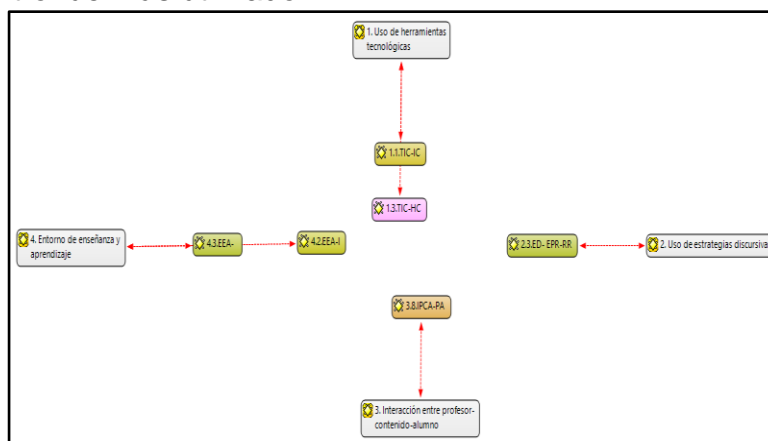 1. Uso de herramientas
tecnológicas
1.1.TIC-IC
1.3.TIC-HC
4. Entorno de enseñanza y
aprendizaje
4.3.EEA-
4.2.EEA-I
2.3.ED- EPR-RR
2. Uso de estrategias discursiva
3.8.IPCA-PA
3. Interacción entre profesor-
contenido-alumno